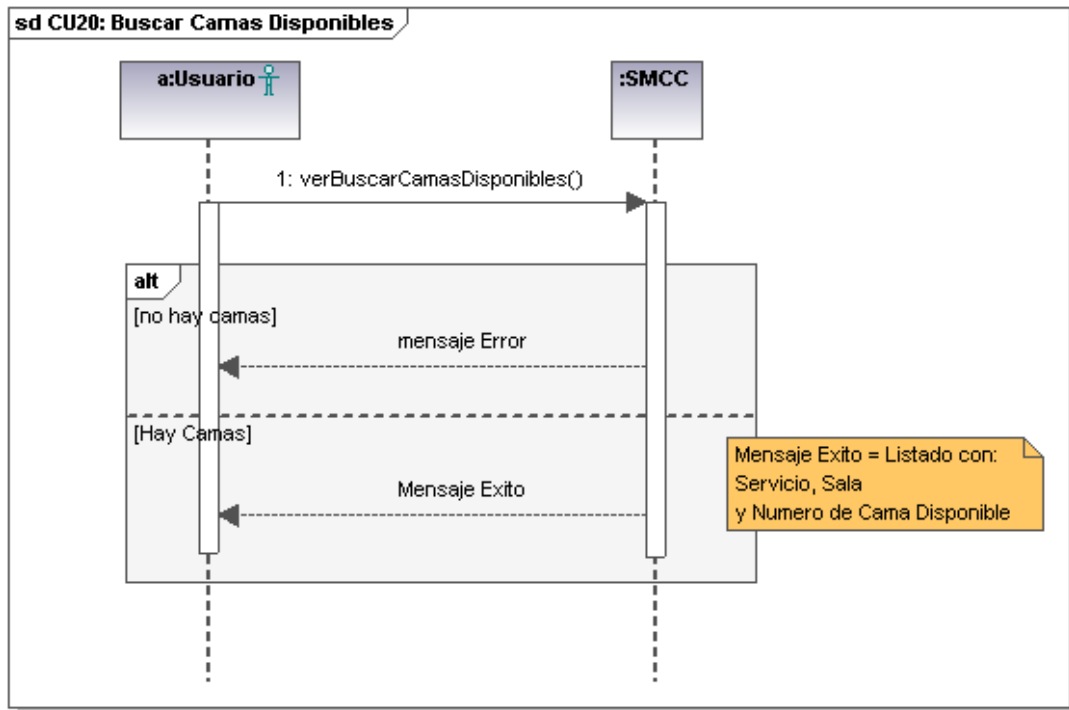 sd CU20: Buscar Camas Disponibles
a:Usuario
:SMCC
1: verBuscarCamasDisponibles()
alt
[no hay camas]
mensaje Error
[Hay Camas]
Mensaje Exito
Mensaje Exito = Listado con:
Servicio, Sala
y Numero de Cama Disponible